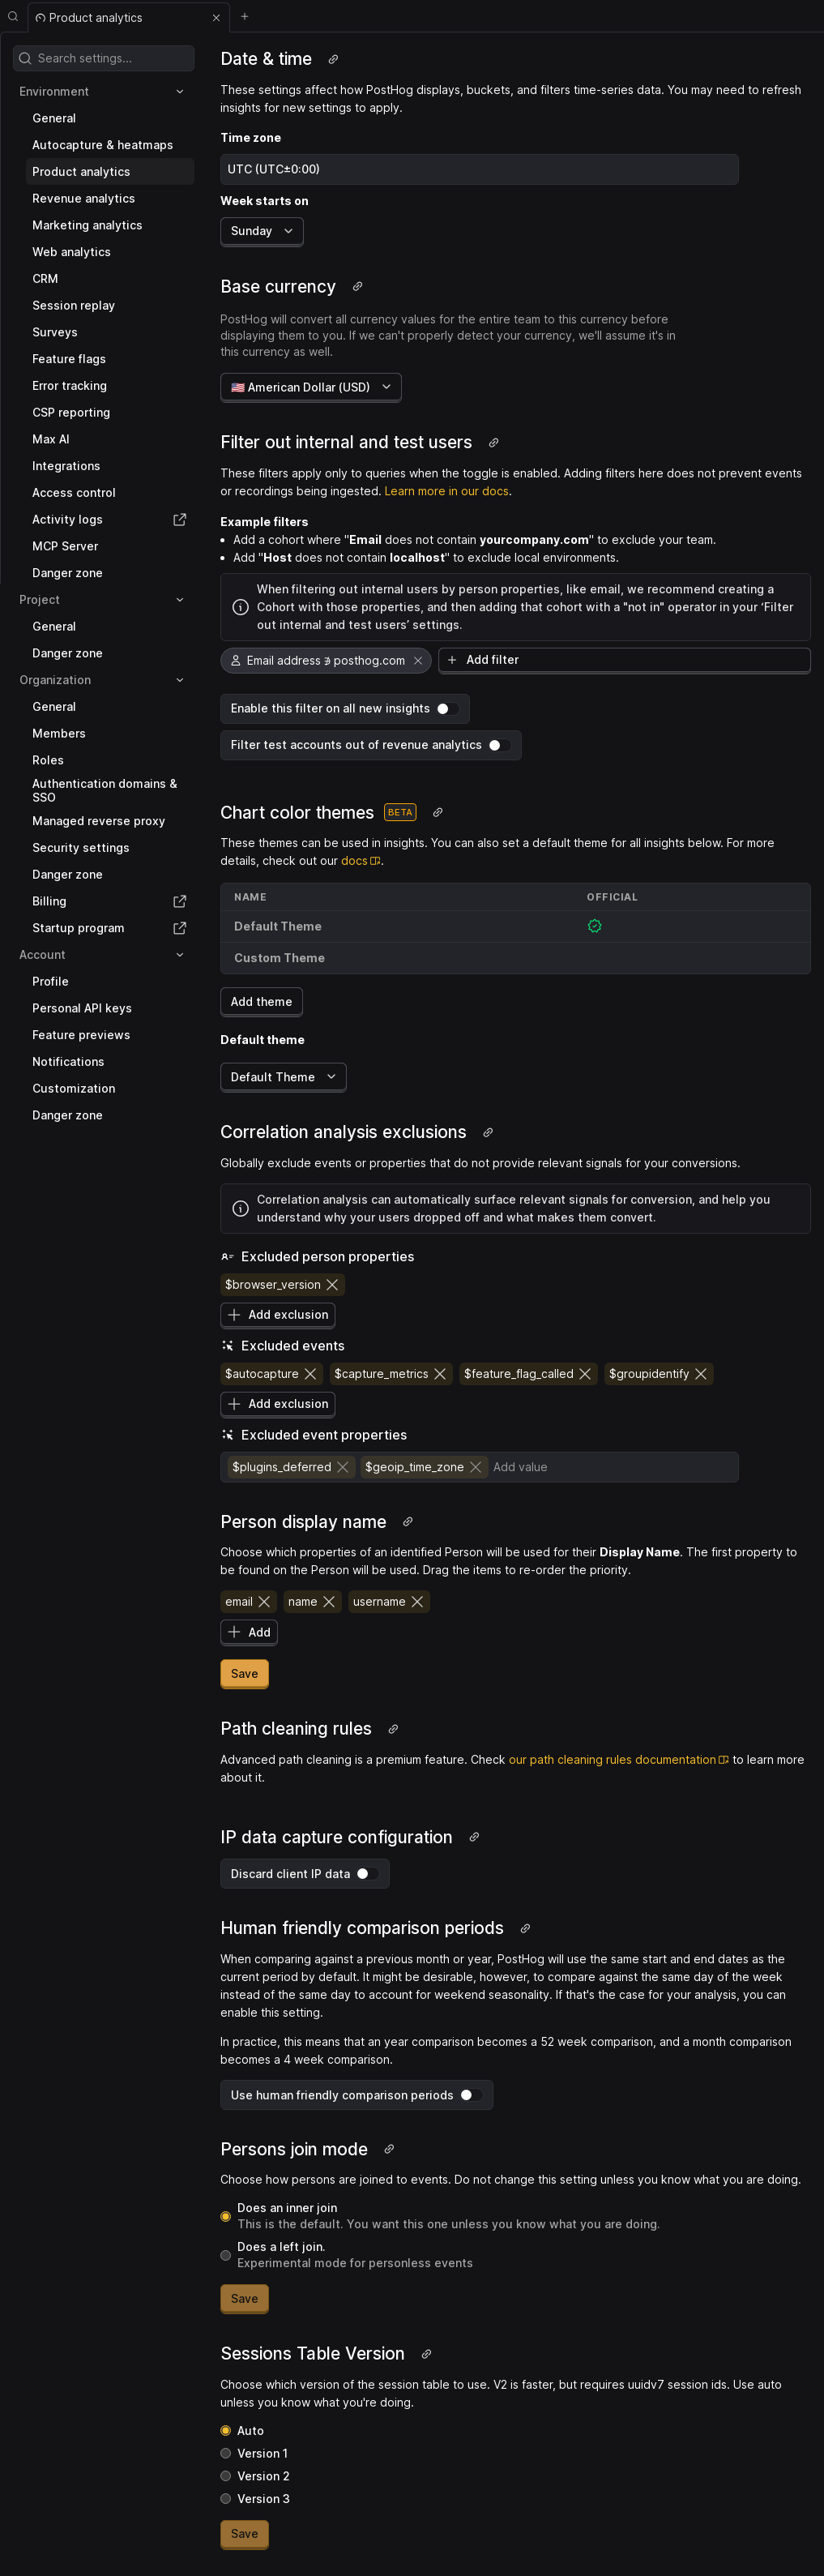 Product analytics
Search settings...
Environment
General
Autocapture & heatmaps
Product analytics
Revenue analytics
Marketing analytics
Web analytics
CRM
Session replay
Surveys
Feature flags
Error tracking
CSP reporting
Max AI
Integrations
Access control
Activity logs
MCP Server
Danger zone
Project
General
Danger zone
Organization
General
Members
Roles
Authentication domains &
SSO
Managed reverse proxy
Security settings
Danger zone
Billing
Startup program
Account
Profile
Personal API keys
Feature previews
Notifications
Customization
Danger zone
Date & time
These settings affect how PostHog displays, buckets, and filters time-series data. You may need to refresh
insights for new settings to apply.
Time zone
UTC (UTC±0:00)
Week starts on
Sunday
Base currency
PostHog will convert all currency values for the entire team to this currency before
displaying them to you. If we can't properly detect your currency, we'll assume it's in
this currency as well.
🇺🇸 American Dollar (USD)
Filter out internal and test users
These filters apply only to queries when the toggle is enabled. Adding filters here does not prevent events
or recordings being ingested. Learn more in our docs.
Example filters
• Add a cohort where "Email does not contain yourcompany.com" to exclude your team.
• Add "Host does not contain localhost" to exclude local environments.
When filtering out internal users by person properties, like email, we recommend creating a
Cohort with those properties, and then adding that cohort with a "not in" operator in your ‘Filter
out internal and test users’ settings.
Email address ∌ posthog.com
Add filter
Enable this filter on all new insights
Filter test accounts out of revenue analytics
Chart color themes BETA
These themes can be used in insights. You can also set a default theme for all insights below. For more
details, check out our docs.
NAME OFFICIAL
Default Theme
Custom Theme
Add theme
Default theme
Default Theme
Correlation analysis exclusions
Globally exclude events or properties that do not provide relevant signals for your conversions.
Correlation analysis can automatically surface relevant signals for conversion, and help you
understand why your users dropped off and what makes them convert.
Excluded person properties
$browser_version
Add exclusion
Excluded events
$autocapture $capture_metrics $feature_flag_called $groupidentify
Add exclusion
Excluded event properties
$plugins_deferred $geoip_time_zone Add value
Person display name
Choose which properties of an identified Person will be used for their Display Name. The first property to
be found on the Person will be used. Drag the items to re-order the priority.
email name username
Add
Save
Path cleaning rules
Advanced path cleaning is a premium feature. Check our path cleaning rules documentation to learn more
about it.
IP data capture configuration
Discard client IP data
Human friendly comparison periods
When comparing against a previous month or year, PostHog will use the same start and end dates as the
current period by default. It might be desirable, however, to compare against the same day of the week
instead of the same day to account for weekend seasonality. If that's the case for your analysis, you can
enable this setting.
In practice, this means that an year comparison becomes a 52 week comparison, and a month comparison
becomes a 4 week comparison.
Use human friendly comparison periods
Persons join mode
Choose how persons are joined to events. Do not change this setting unless you know what you are doing.
Does an inner join
This is the default. You want this one unless you know what you are doing.
Does a left join.
Experimental mode for personless events
Save
Sessions Table Version
Choose which version of the session table to use. V2 is faster, but requires uuidv7 session ids. Use auto
unless you know what you're doing.
Auto
Version 1
Version 2
Version 3
Save